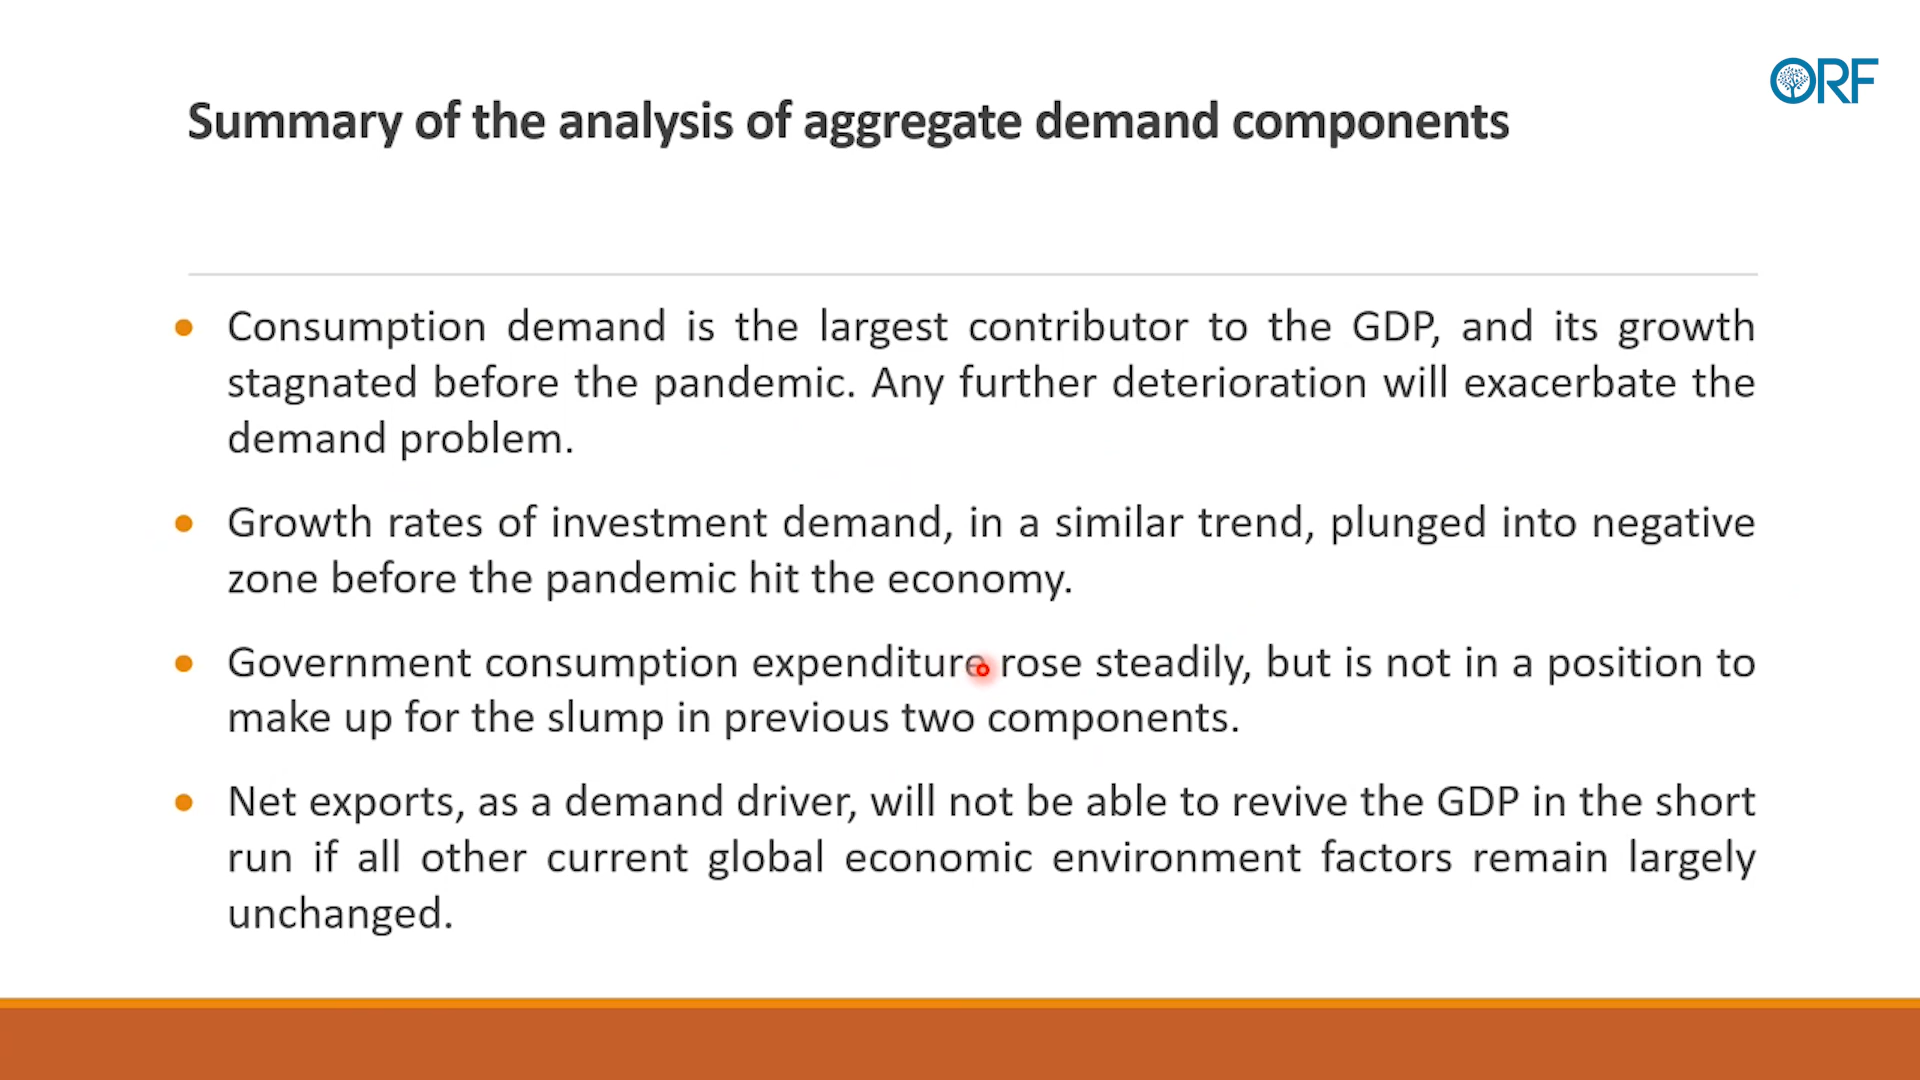 ORF
Summary of the analysis of aggregate demand components
Consumption demand is the largest contributor to the GDP, and its growth
stagnated before the pandemic. Any further deterioration will exacerbate the
demand problem.
Growth rates of investment demand, in a similar trend, plunged into negative
zone before the pandemic hit the economy.
Government consumption expenditure rose steadily, but is not in a position to
make up for the slump in previous two components.
Net exports, as a demand driver, will not be able to revive the GDP in the short
run if all other current global economic environment factors remain largely
unchanged.